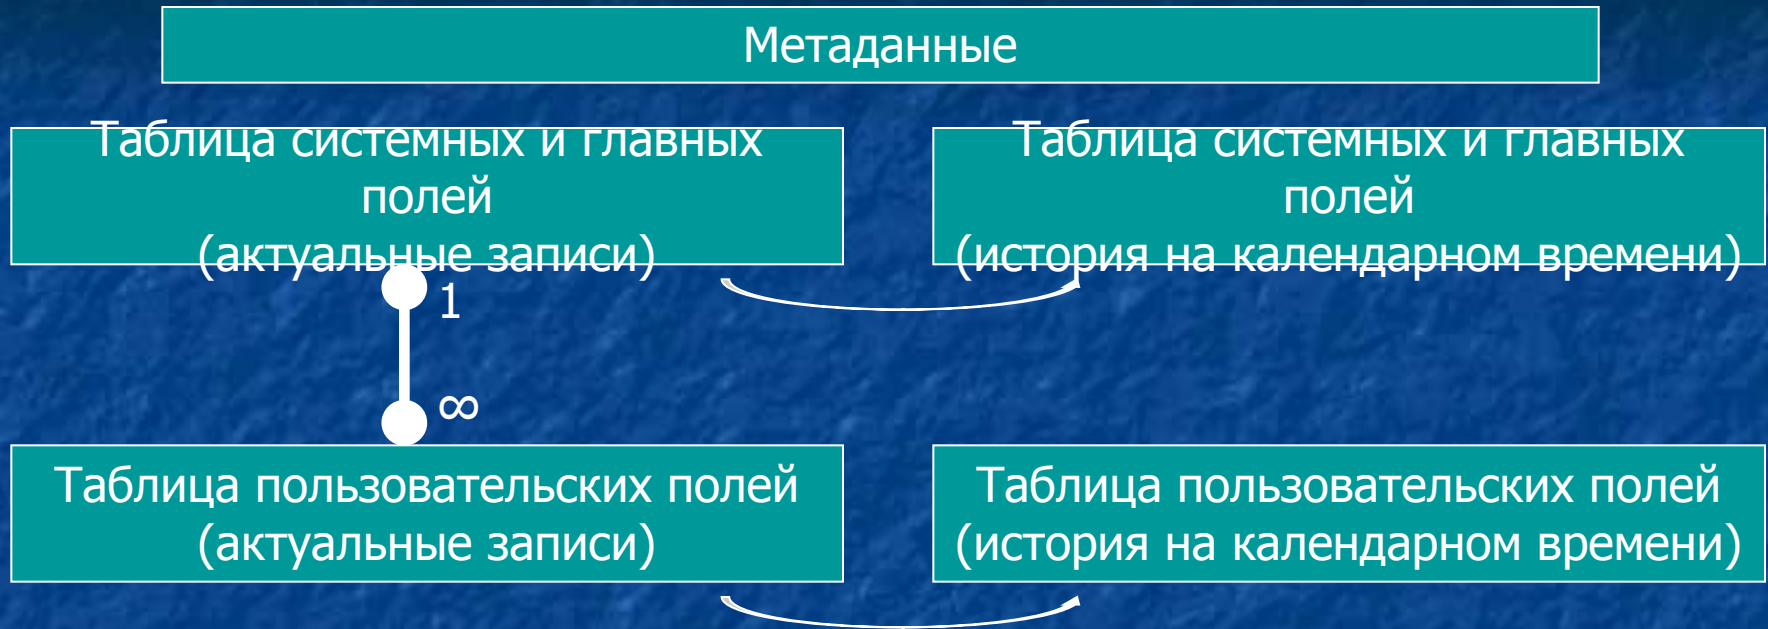 Метаданные
Таблица системных и главных
полей
(актуальные записи)
Таблица системных и главных
полей
(история на календарном времени)
1
∞
Таблица пользовательских полей
(актуальные записи)
Таблица пользовательских полей
(история на календарном времени)